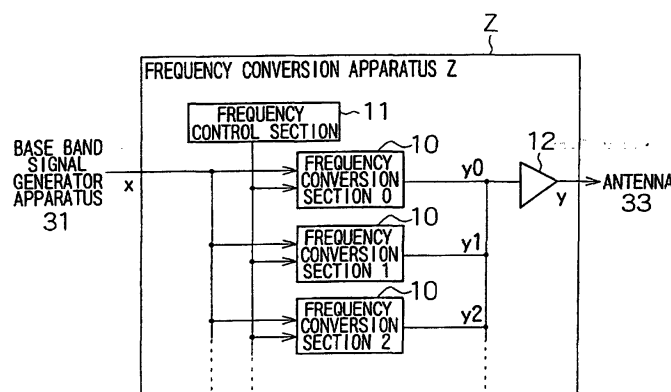 Z
FREQUENCY CONVERSION APPARATUS Z
FREQUENCY
CONTROL SECTION
11
BASE BAND
SIGNAL
GENERATOR
APPARATUS
31
x
FREQUENCY
CONVERSION
SECTION 0
10
y0
12
y
ANTENNA
33
FREQUENCY
CONVERSION
SECTION 1
10
y1
FREQUENCY
CONVERSION
SECTION 2
10
y2